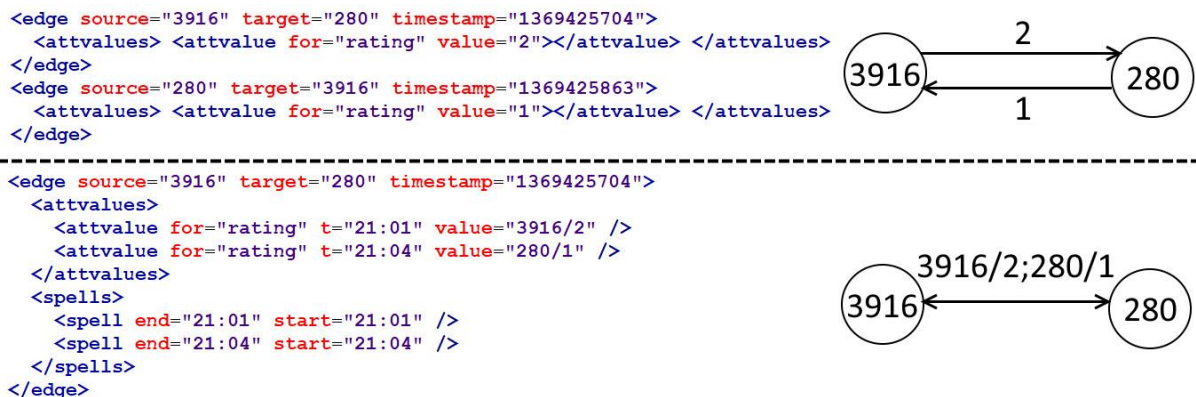 <edge source="3916" target="280" timestamp="1369425704">
<attvalues> <attvalue for="rating" value="2"></attvalue> </attvalues>
</edge>
<edge source="280" target="3916" timestamp="1369425863">
<attvalues> <attvalue for="rating" value="1"></attvalue> </attvalues>
</edge>
2
3916
280
1
<edge source="3916" target="280" timestamp="1369425704">
<attvalues>
<attvalue for="rating" t="21:01" value="3916/2" />
<attvalue for="rating" t="21:04" value="280/1" />
</attvalues>
<spells>
<spell end="21:01" start="21:01" />
<spell end="21:04" start="21:04" />
</spells>
</edge>
3916/2;280/1
3916
280